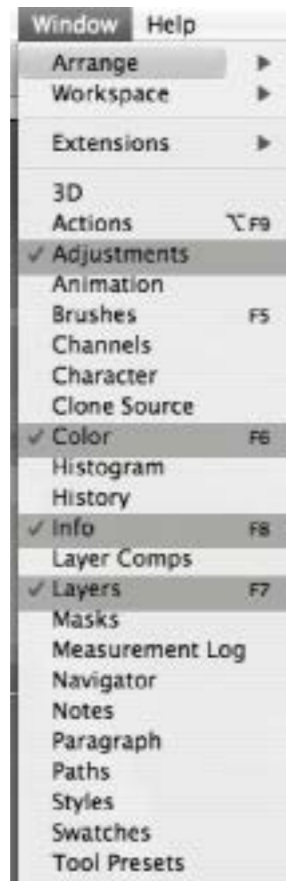 Window Help
Arrange ▶
Workspace ▶
Extensions ▶
3D
Actions ⌥F9
✓ Adjustments
Animation
Brushes F5
Channels
Character
Clone Source
✓ Color F6
Histogram
History
✓ Info F8
Layer Comps
✓ Layers F7
Masks
Measurement Log
Navigator
Notes
Paragraph
Paths
Styles
Swatches
Tool Presets